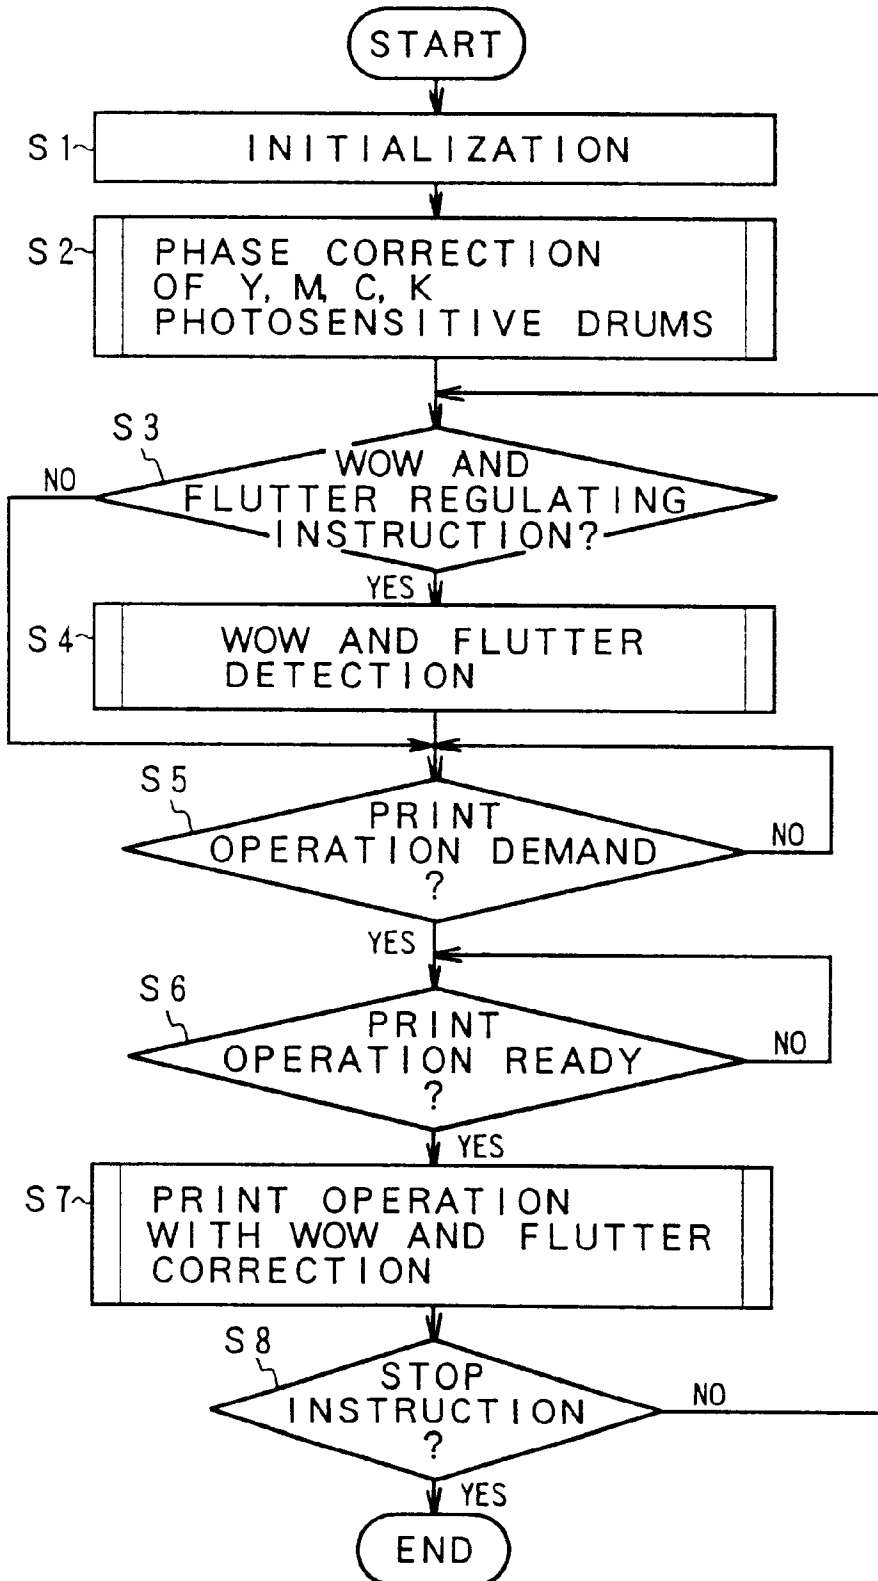 START
S1
INITIALIZATION
S2
PHASE CORRECTION
OF Y, M, C, K
PHOTOSENSITIVE DRUMS
S3
NO
WOW AND
FLUTTER REGULATING
INSTRUCTION?
YES
S4
WOW AND FLUTTER
DETECTION
S5
PRINT
OPERATION DEMAND
?
NO
YES
S6
PRINT
OPERATION READY
?
NO
YES
S7
PRINT OPERATION
WITH WOW AND FLUTTER
CORRECTION
S8
STOP
INSTRUCTION
?
NO
YES
END